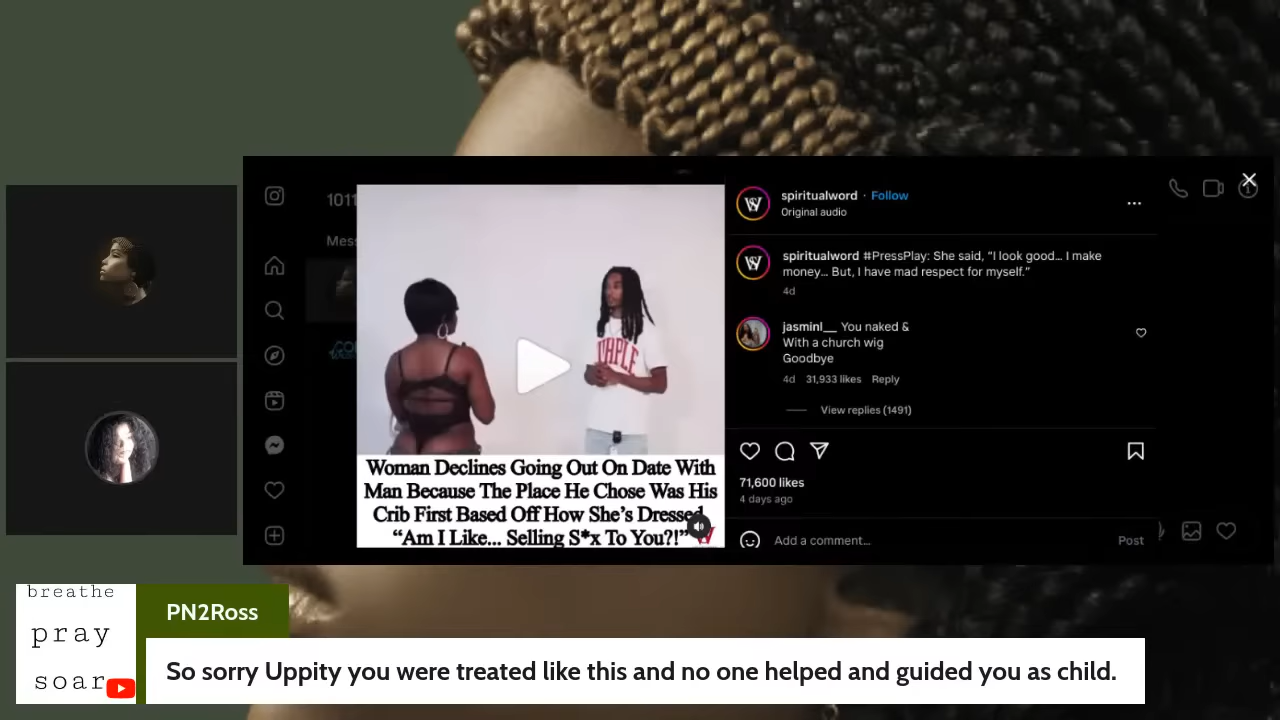 1011
Mess
spiritualword · Follow
Original audio
spiritualword #PressPlay: She said, “I look good... I make
money... But, I have mad respect for myself.”
4d
jasminl__ You naked &
With a church wig
Goodbye
4d 31,933 likes Reply
View replies (1491)
71,600 likes
4 days ago
Add a comment... Post
Woman Declines Going Out On Date With
Man Because The Place He Chose Was His
Crib First Based Off How She’s Dressed
“Am I Like... Selling S*x To You?!”
breathe
pray
soar
PN2Ross
So sorry Uppity you were treated like this and no one helped and guided you as child.